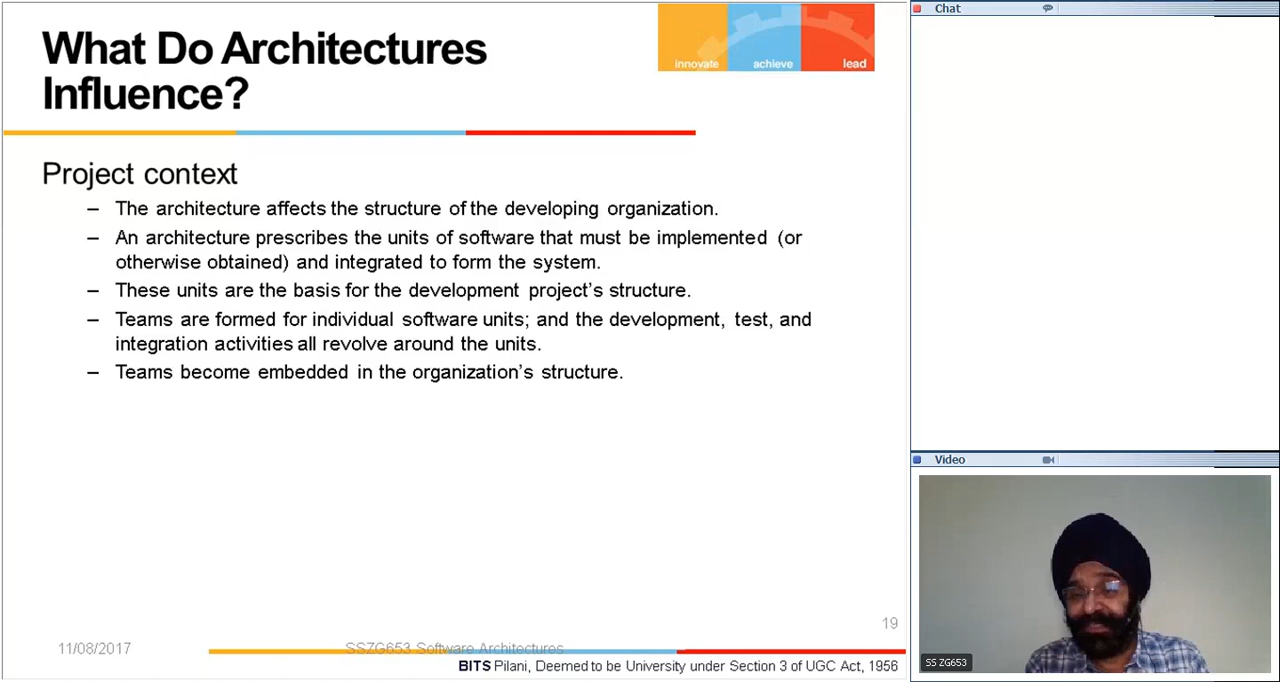 What Do Architectures
Influence?
innovate achieve lead
Project context
– The architecture affects the structure of the developing organization.
– An architecture prescribes the units of software that must be implemented (or
otherwise obtained) and integrated to form the system.
– These units are the basis for the development project's structure.
– Teams are formed for individual software units; and the development, test, and
integration activities all revolve around the units.
– Teams become embedded in the organization's structure.
19
11/08/2017 SSZG653 Software Architectures
BITS Pilani, Deemed to be University under Section 3 of UGC Act, 1956
Chat
Video
SS ZG653